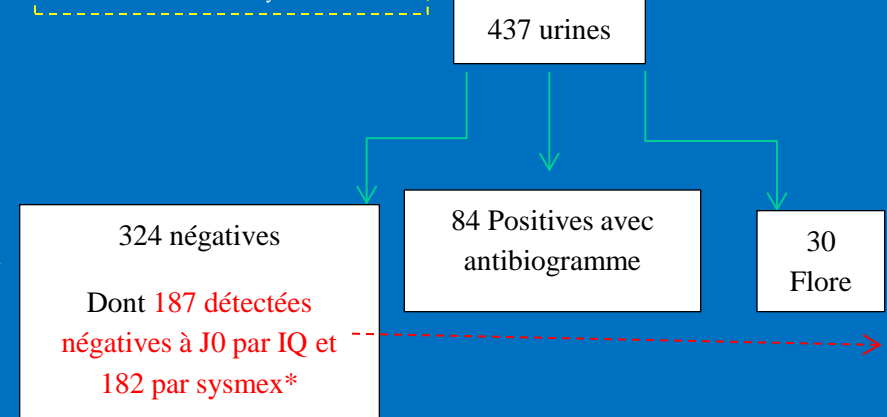 437 urines
324 négatives
Dont 187 détectées
négatives à J0 par IQ et
182 par sysmex*
84 Positives avec
antibiogramme
30
Flore